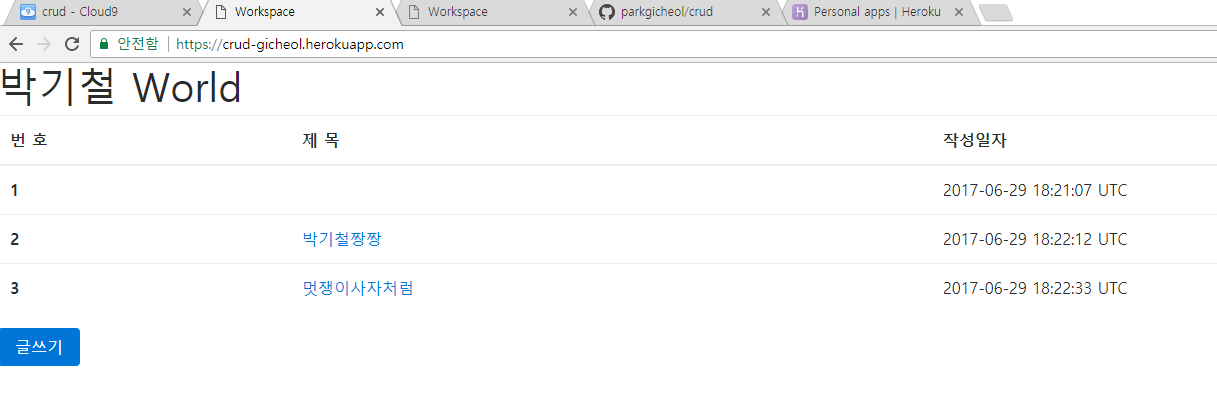 crud - Cloud9 Workspace Workspace parkgicheol/crud Personal apps | Heroku
안전함 https://crud-gicheol.herokuapp.com
박기철 World
번 호 제 목 작성일자
1 2017-06-29 18:21:07 UTC
2 박기철짱짱 2017-06-29 18:22:12 UTC
3 멋쟁이사자처럼 2017-06-29 18:22:33 UTC
글쓰기